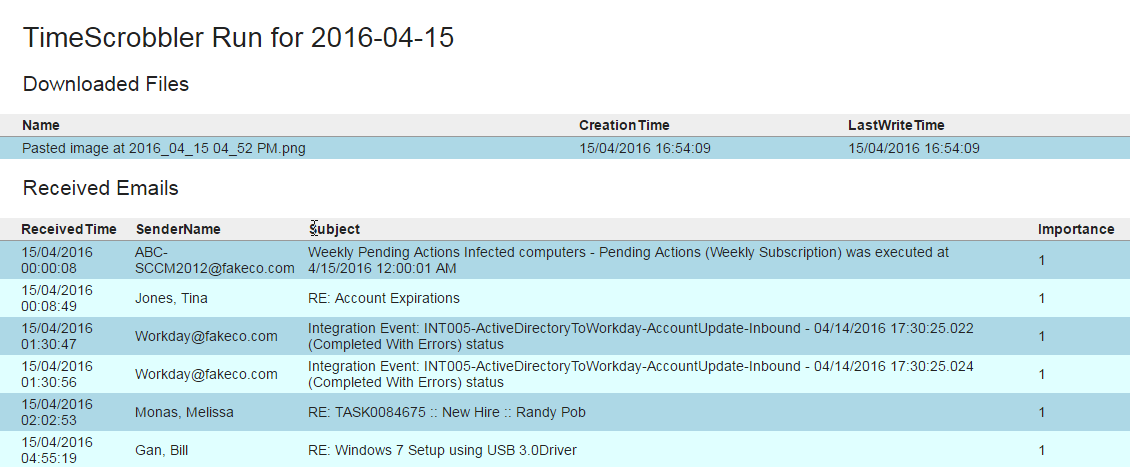 TimeScrobbler Run for 2016-04-15
Downloaded Files
Name CreationTime LastWriteTime
Pasted image at 2016_04_15 04_52 PM.png 15/04/2016 16:54:09 15/04/2016 16:54:09
Received Emails
ReceivedTime SenderName Subject Importance
15/04/2016 00:00:08 ABC-SCCM2012@fakeco.com Weekly Pending Actions Infected computers - Pending Actions (Weekly Subscription) was executed at 4/15/2016 12:00:01 AM 1
15/04/2016 00:08:49 Jones, Tina RE: Account Expirations 1
15/04/2016 01:30:47 Workday@fakeco.com Integration Event: INT005-ActiveDirectoryToWorkday-AccountUpdate-Inbound - 04/14/2016 17:30:25.022 (Completed With Errors) status 1
15/04/2016 01:30:56 Workday@fakeco.com Integration Event: INT005-ActiveDirectoryToWorkday-AccountUpdate-Inbound - 04/14/2016 17:30:25.024 (Completed With Errors) status 1
15/04/2016 02:02:53 Monas, Melissa RE: TASK0084675 :: New Hire :: Randy Pob 1
15/04/2016 04:55:19 Gan, Bill RE: Windows 7 Setup using USB 3.0Driver 1